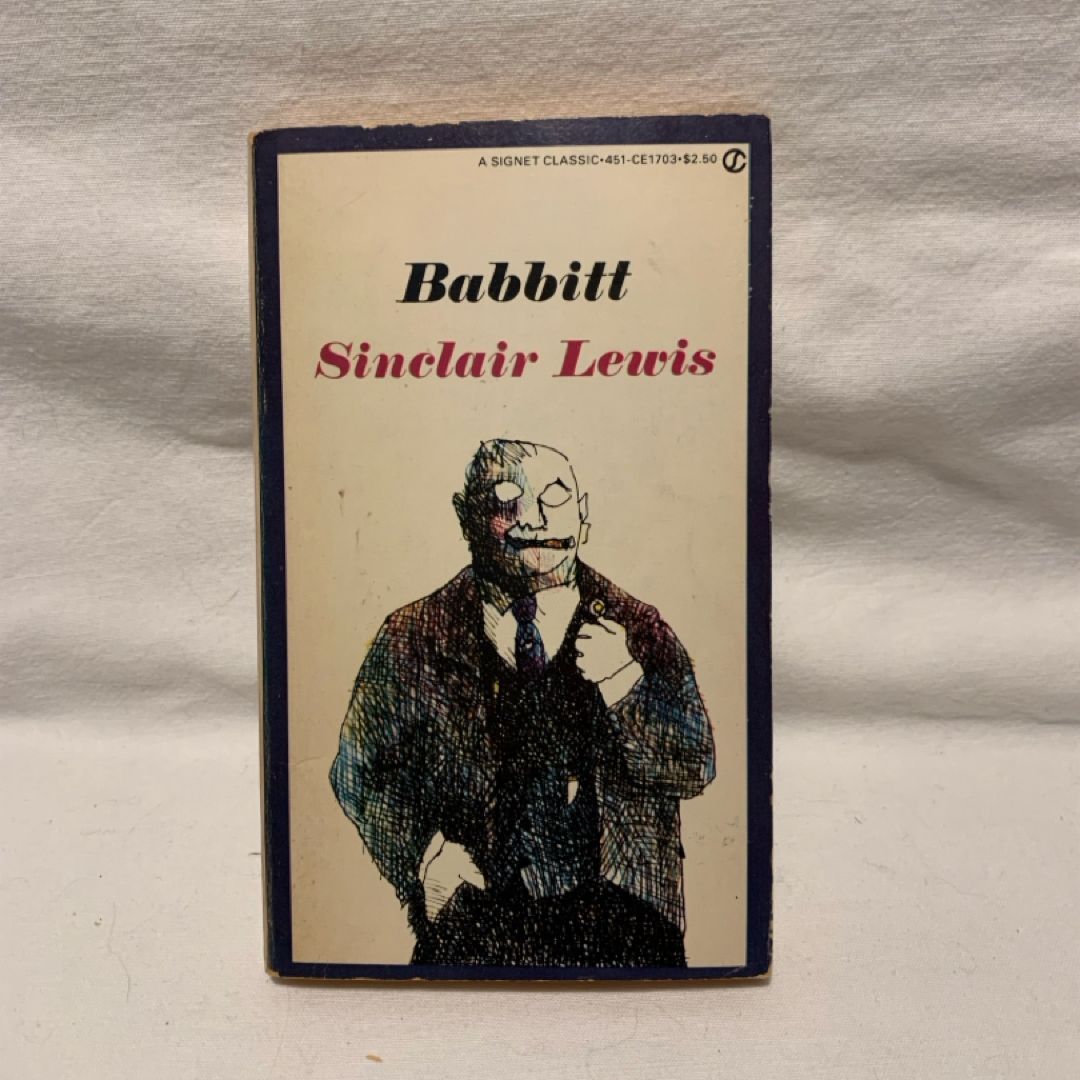 A SIGNET CLASSIC•451-CE1703•$2.50
Babbitt
Sinclair Lewis